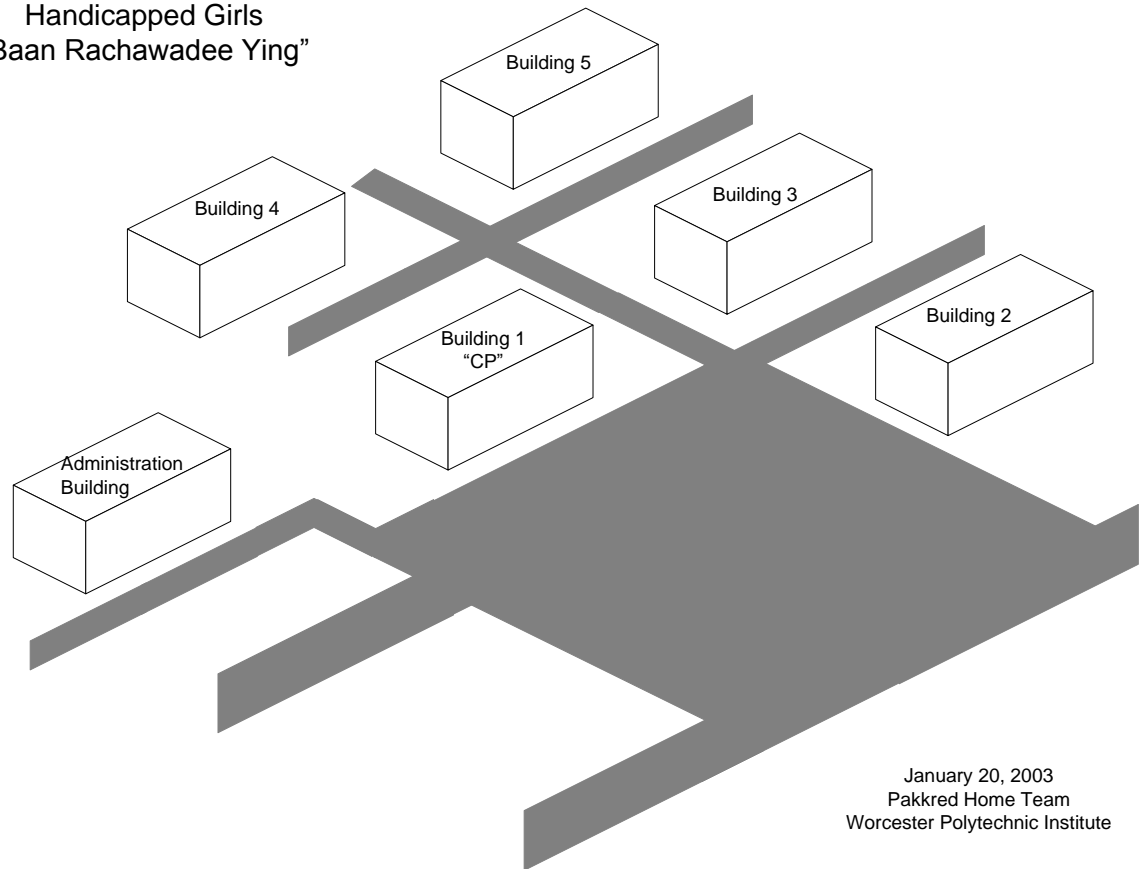 Handicapped Girls
Baan Rachawadee Ying”
Building 5
Building 4
Building 3
Building 2
Building 1
“CP”
Administration
Building
January 20, 2003
Pakkred Home Team
Worcester Polytechnic Institute